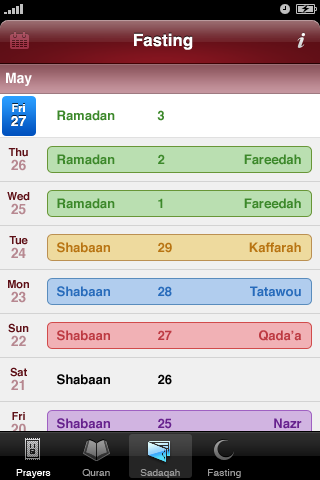 Fasting
i
May
Fri
27
Ramadan 3
Thu
26
Ramadan 2 Fareedah
Wed
25
Ramadan 1 Fareedah
Tue
24
Shabaan 29 Kaffarah
Mon
23
Shabaan 28 Tatawou
Sun
22
Shabaan 27 Qada'a
Sat
21
Shabaan 26
Fri
20
Shabaan 25 Nazr
Prayers Quran Sadaqah Fasting